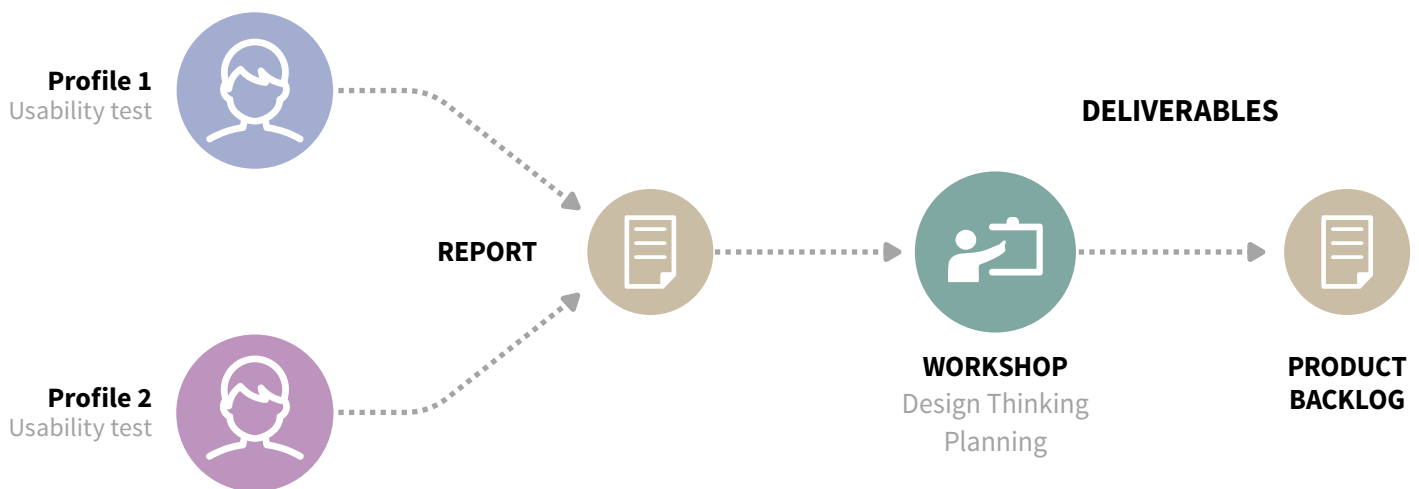 Profile 1
Usability test
DELIVERABLES
REPORT
Profile 2
Usability test
WORKSHOP
Design Thinking
Planning
PRODUCT
BACKLOG